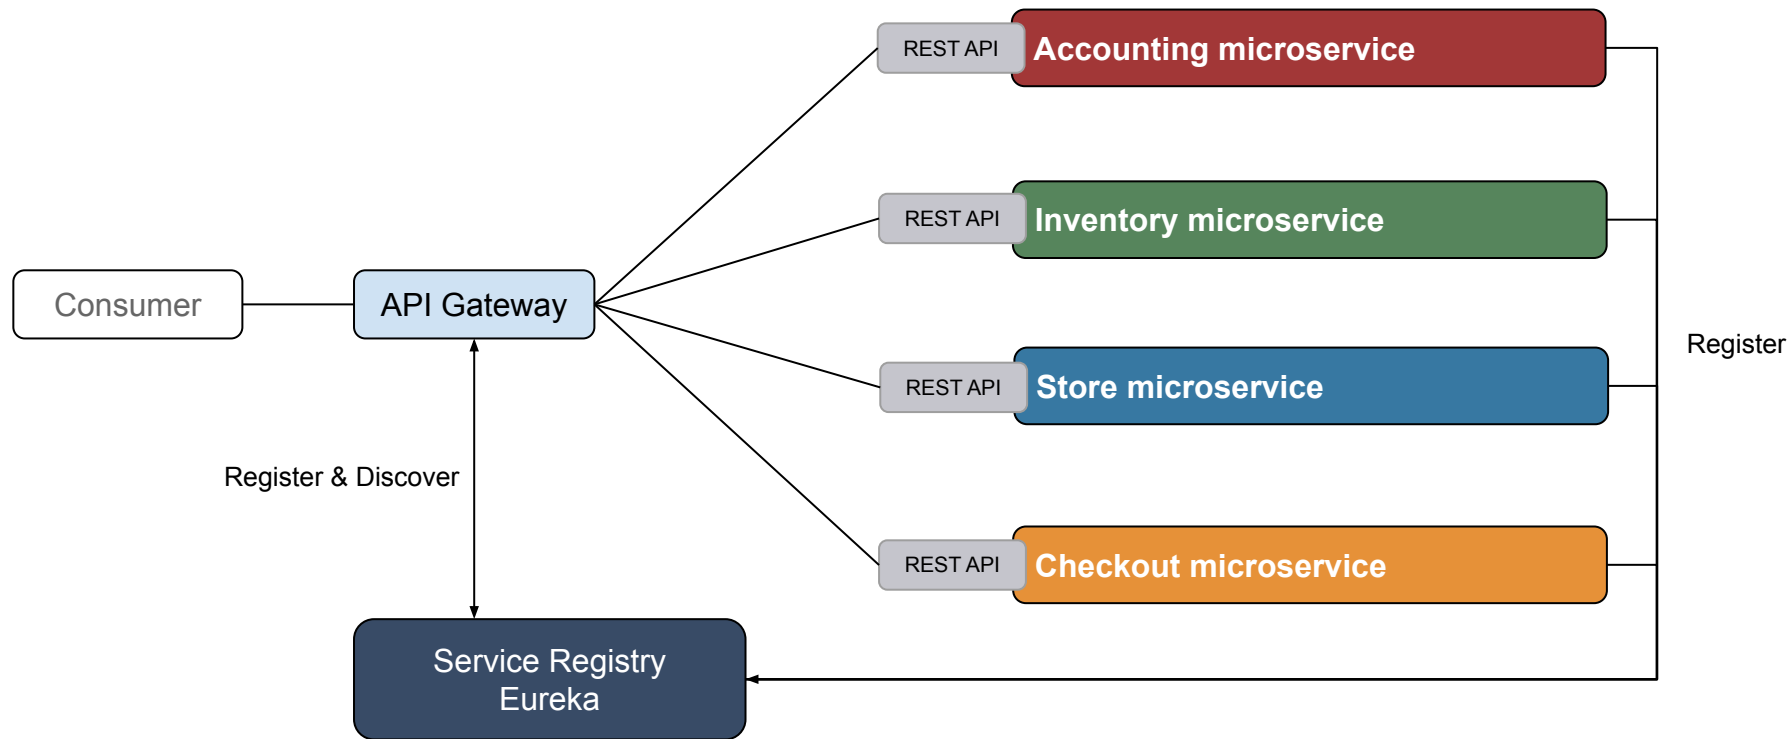 REST API
Accounting microservice
REST API
Inventory microservice
Consumer
API Gateway
Register
REST API
Store microservice
Register & Discover
REST API
Checkout microservice
Service Registry
Eureka